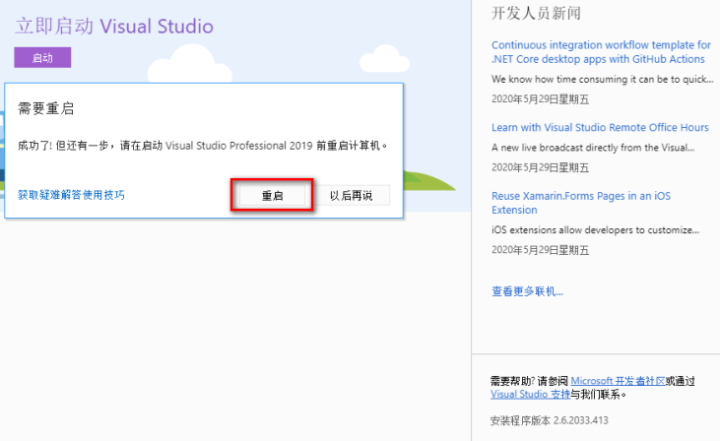 立即启动 Visual Studio
启动
需要重启
成功了! 但还有一步，请在启动 Visual Studio Professional 2019 前重启计算机。
获取疑难解答使用技巧
重启
以后再说
开发人员新闻
Continuous integration workflow template for
.NET Core desktop apps with GitHub Actions
We know how time consuming it can be to quick...
2020年5月29日星期五
Learn with Visual Studio Remote Office Hours
A new live broadcast directly from the Visual...
2020年5月29日星期五
Reuse Xamarin.Forms Pages in an iOS
Extension
iOS extensions allow developers to customize...
2020年5月29日星期五
查看更多联机...
需要帮助? 请参阅 Microsoft 开发者社区或通过
Visual Studio 支持与我们联系。
安装程序版本 2.6.2033.413